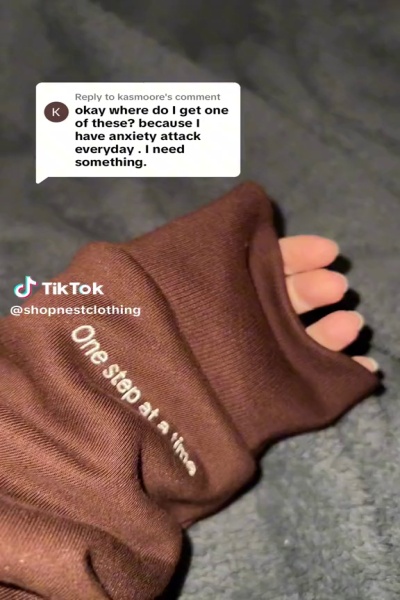 Reply to kasmoore's comment
K
okay where do I get one
of these? because I
have anxiety attack
everyday . I need
something.
TikTok
@shopnestclothing
One step at a time